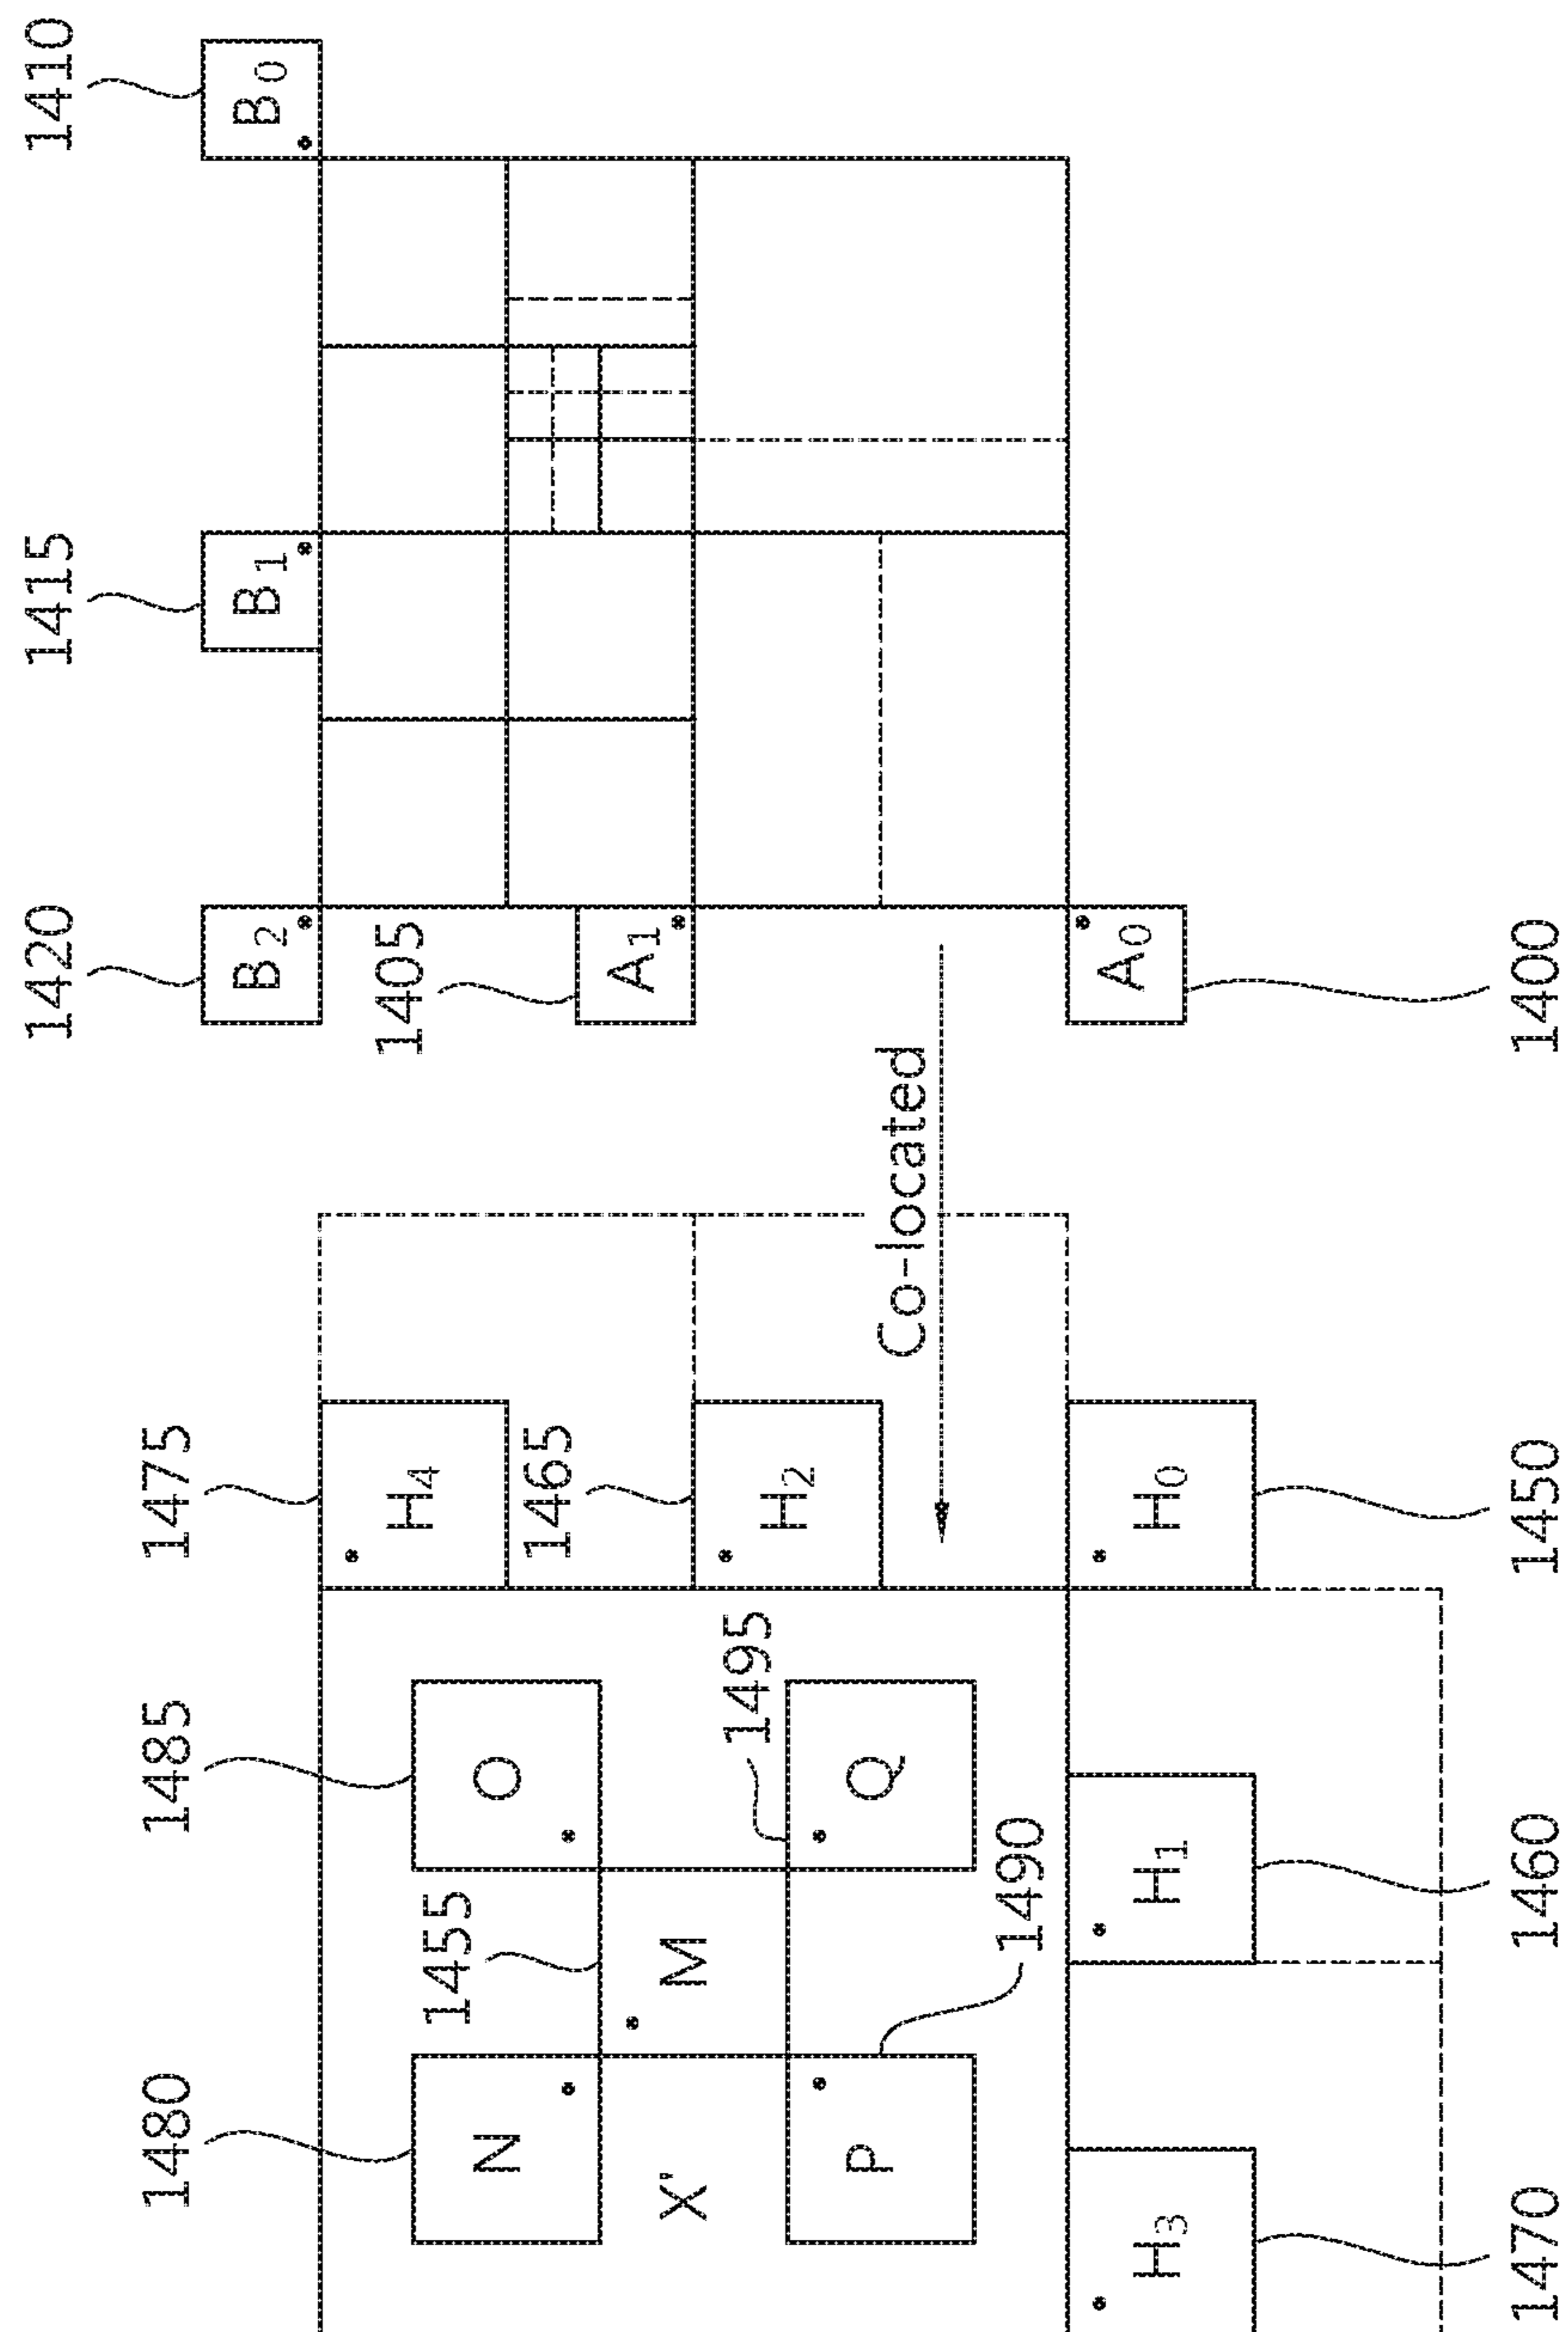 1420 1415 1410
1480 1485 1475
B2 B1 B0
H4 1405
1455
N O
1465
A1
X' M
1495
H2
P Q
Co-located
1490
H3 H1 H0 A0
1470 1460 1450 1400